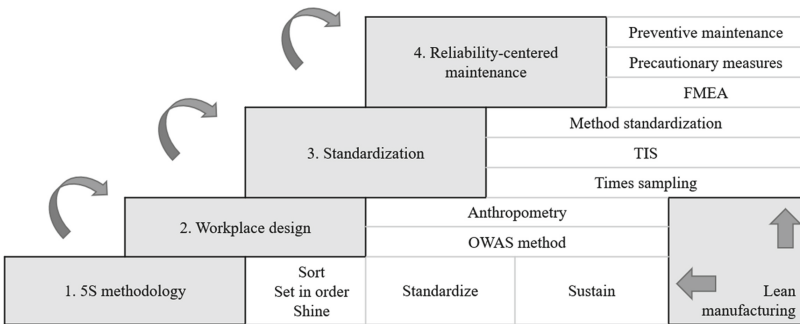 4. Reliability-centered
maintenance
Preventive maintenance
Precautionary measures
FMEA
3. Standardization
Method standardization
TIS
Times sampling
2. Workplace design
Anthropometry
OWAS method
1. 5S methodology
Sort
Set in order
Shine
Standardize
Sustain
Lean
manufacturing